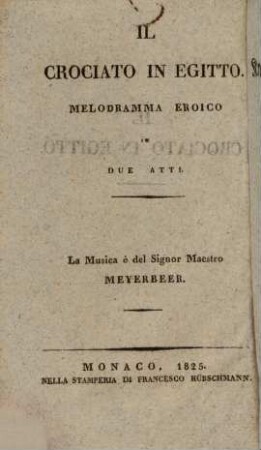 IL
CROCIATO IN EGITTO.
MELODRAMMA EROICO
IN
DUE ATTI.
La Musica è del Signor Maestro
MEYERBEER.
MONACO, 1825.
NELLA STAMPERIA DI FRANCESCO HÜBSCHMANN.